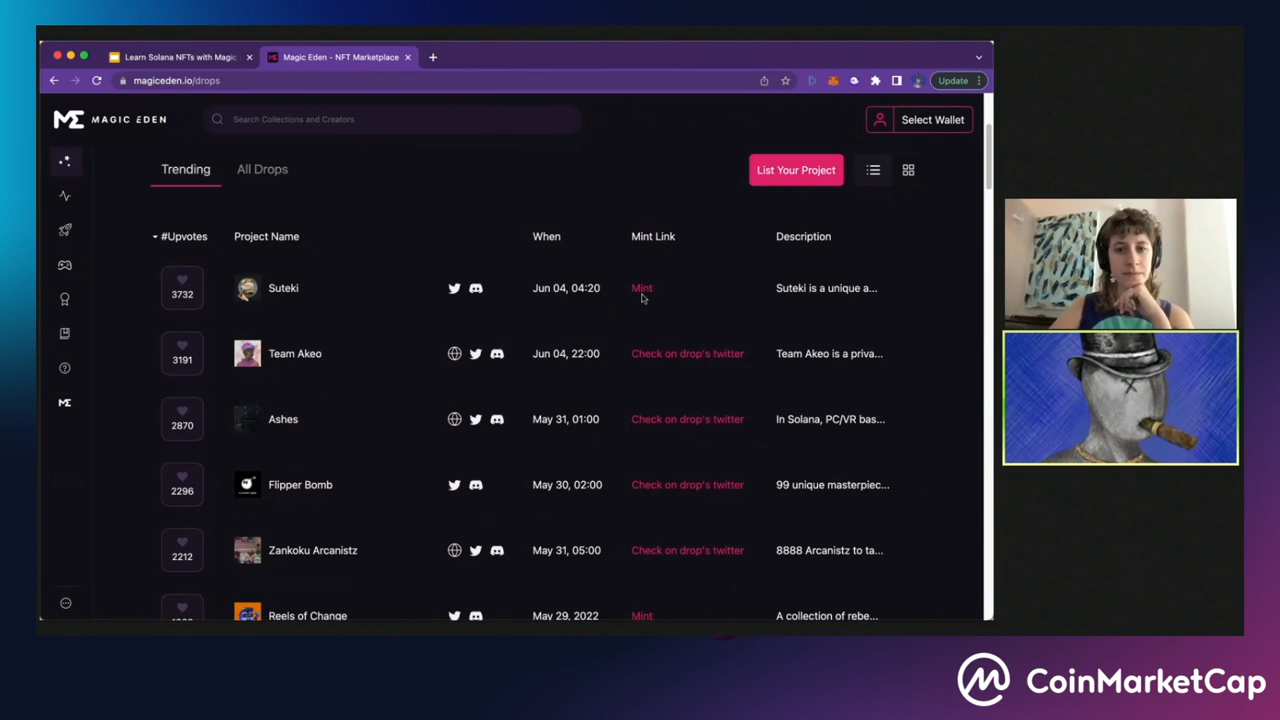 Learn Solana NFTs with Magic
Magic Eden - NFT Marketplace
magiceden.io/drops
Update
MAGIC EDEN
Search Collections and Creators
Select Wallet
Trending
All Drops
List Your Project
#Upvotes Project Name When Mint Link Description
3732 Suteki Jun 04, 04:20 Mint Suteki is a unique a...
3191 Team Akeo Jun 04, 22:00 Check on drop's twitter Team Akeo is a priva...
2870 Ashes May 31, 01:00 Check on drop's twitter In Solana, PC/VR bas...
2296 Flipper Bomb May 30, 02:00 Check on drop's twitter 99 unique masterpiec...
2212 Zankoku Arcanistz May 31, 05:00 Check on drop's twitter 8888 Arcanistz to ta...
Reels of Change May 29, 2022 Mint A collection of rebe...
CoinMarketCap